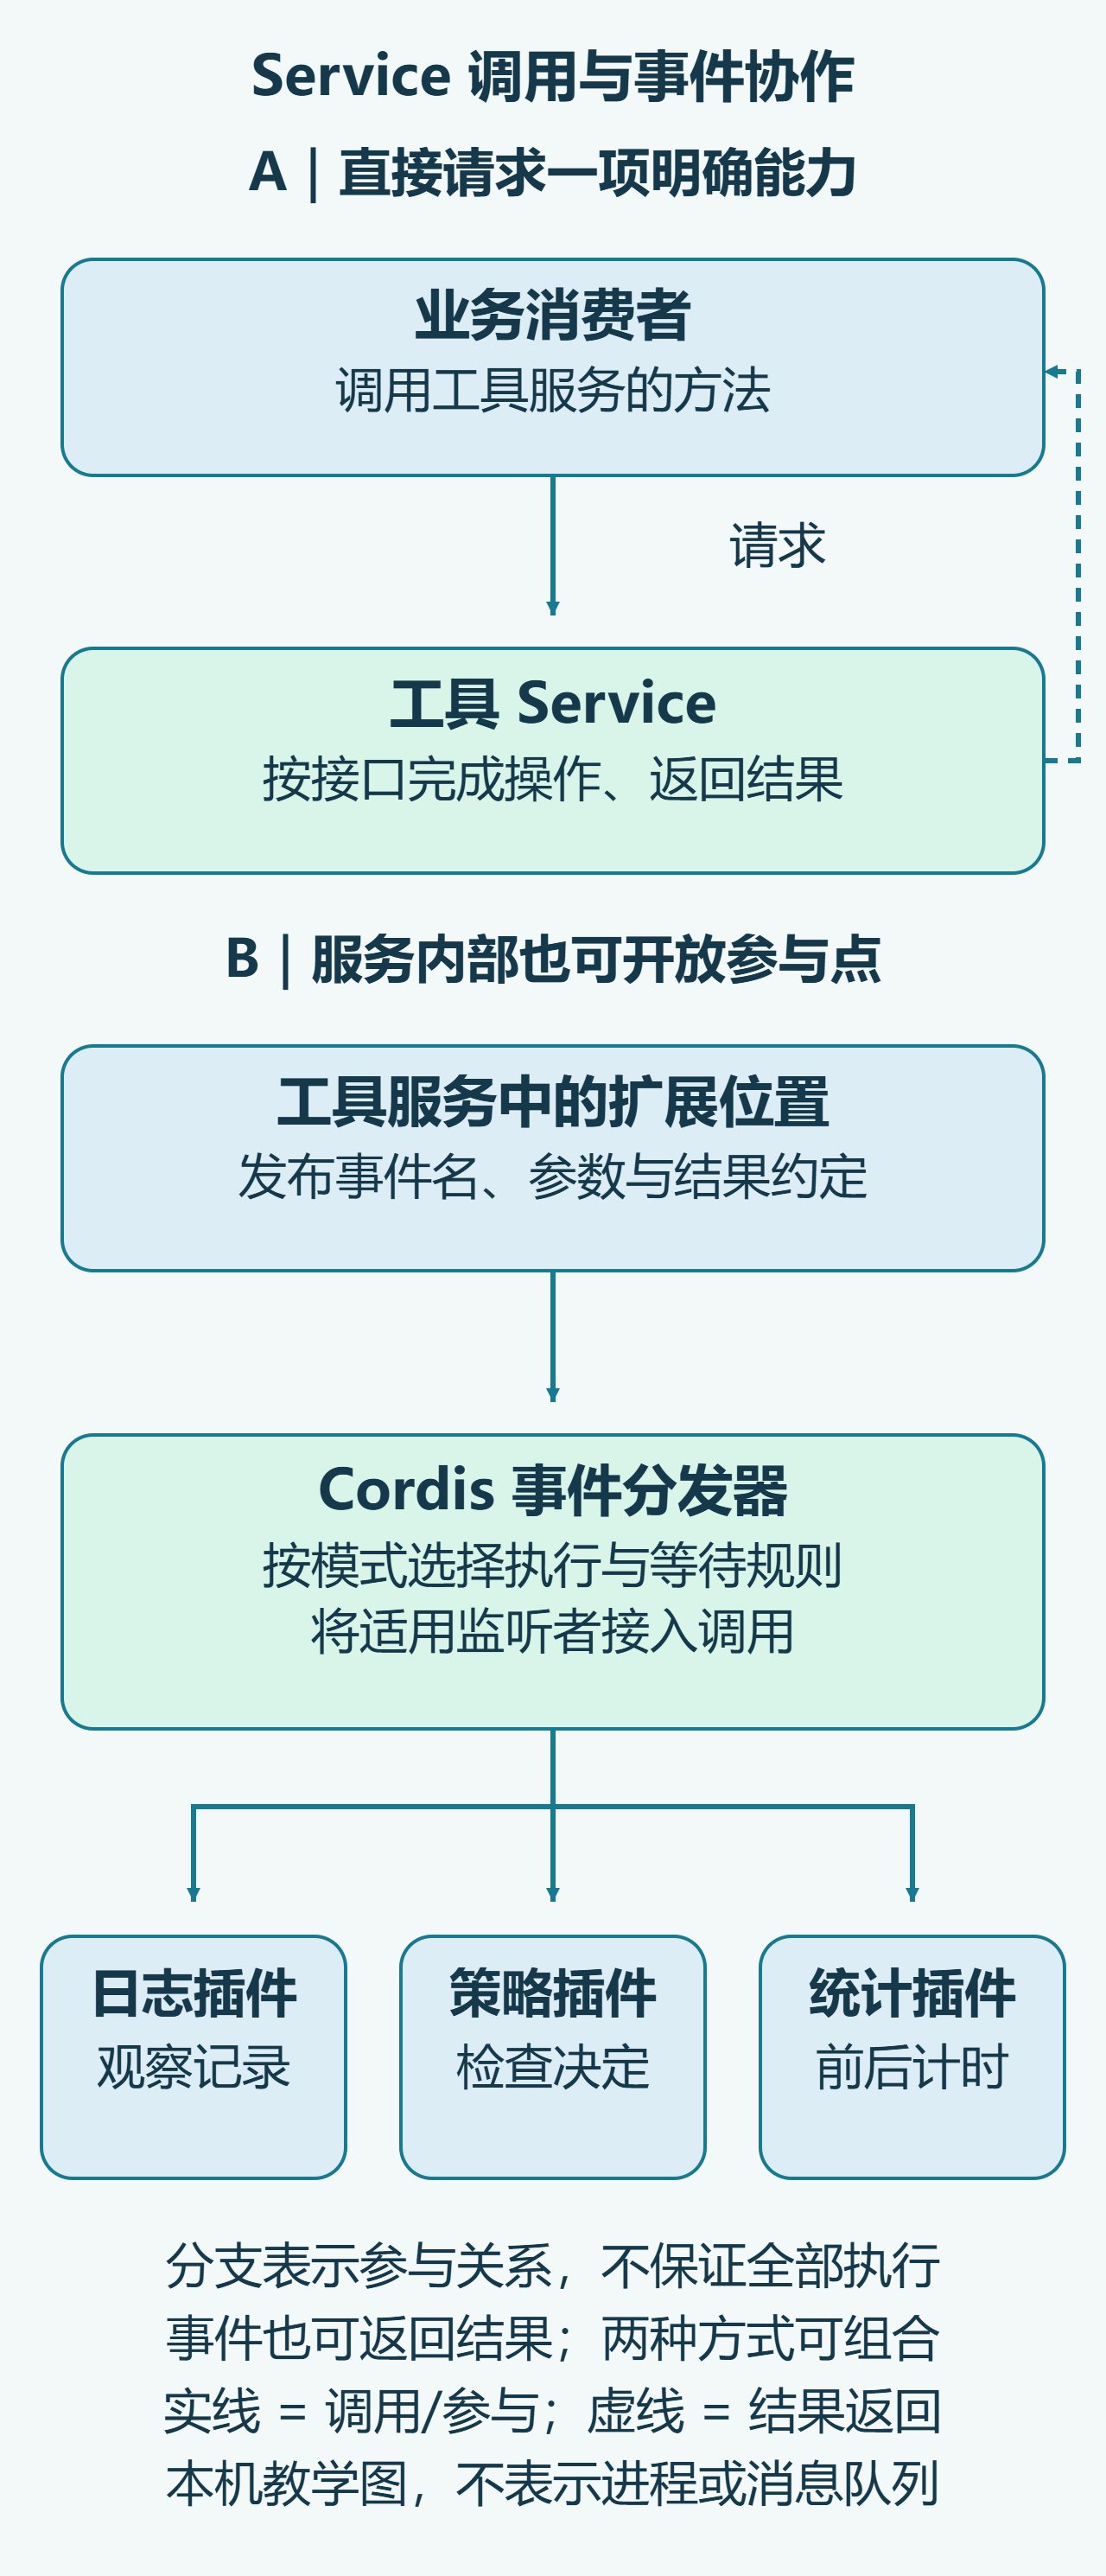 Service 调用与事件协作
A｜直接请求一项明确能力
业务消费者
调用工具服务的方法
请求
工具 Service
按接口完成操作、返回结果
B｜服务内部也可开放参与点
工具服务中的扩展位置
发布事件名、参数与结果约定
Cordis 事件分发器
按模式选择执行与等待规则
将适用监听者接入调用
日志插件
观察记录
策略插件
检查决定
统计插件
前后计时
分支表示参与关系，不保证全部执行
事件也可返回结果；两种方式可组合
实线 = 调用/参与；虚线 = 结果返回
本机教学图，不表示进程或消息队列